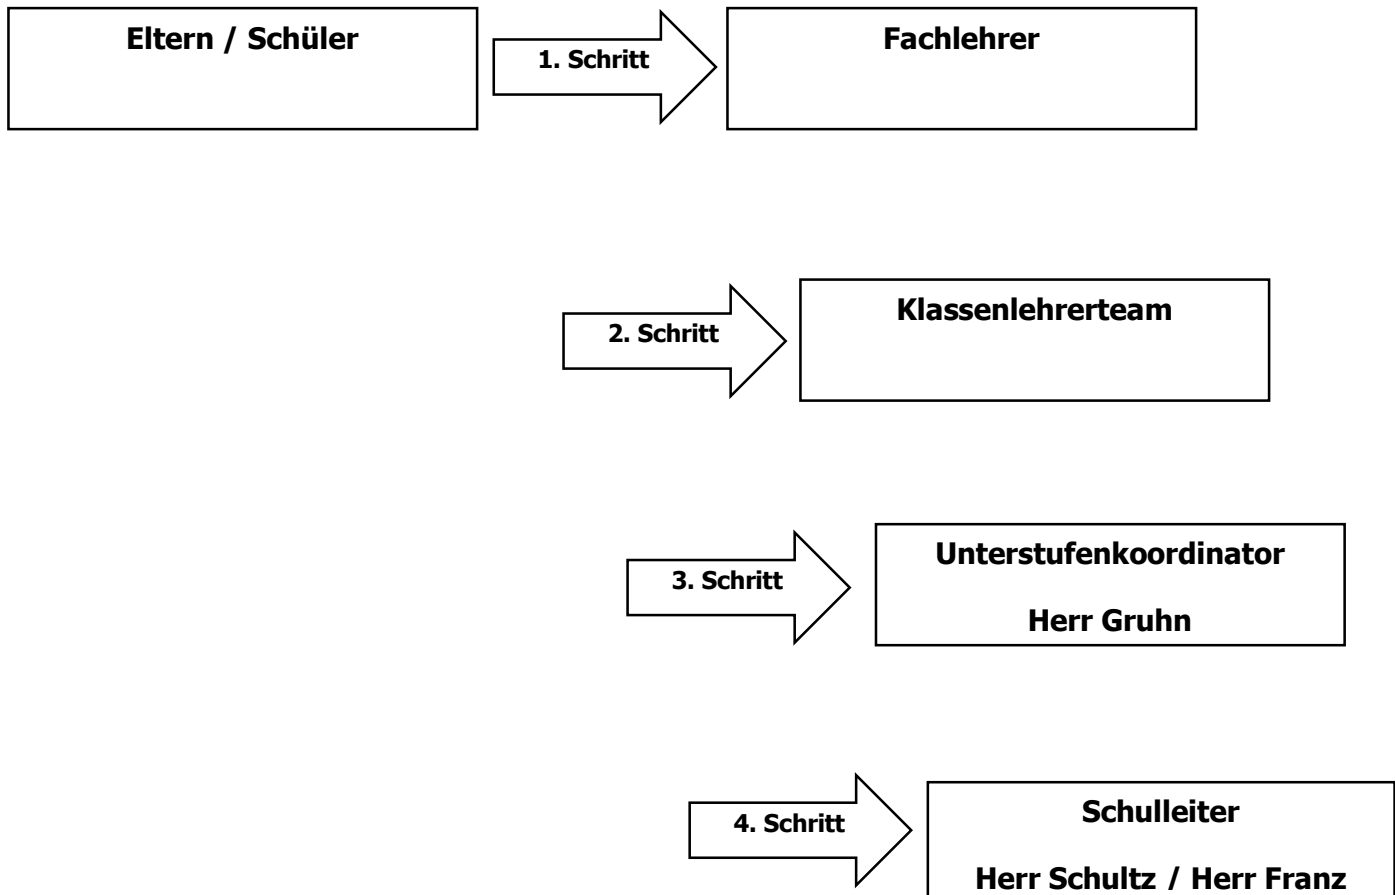 Eltern / Schüler
1. Schritt
Fachlehrer
2. Schritt
Klassenlehrerteam
3. Schritt
Unterstufenkoordinator
Herr Gruhn
4. Schritt
Schulleiter
Herr Schultz / Herr Franz